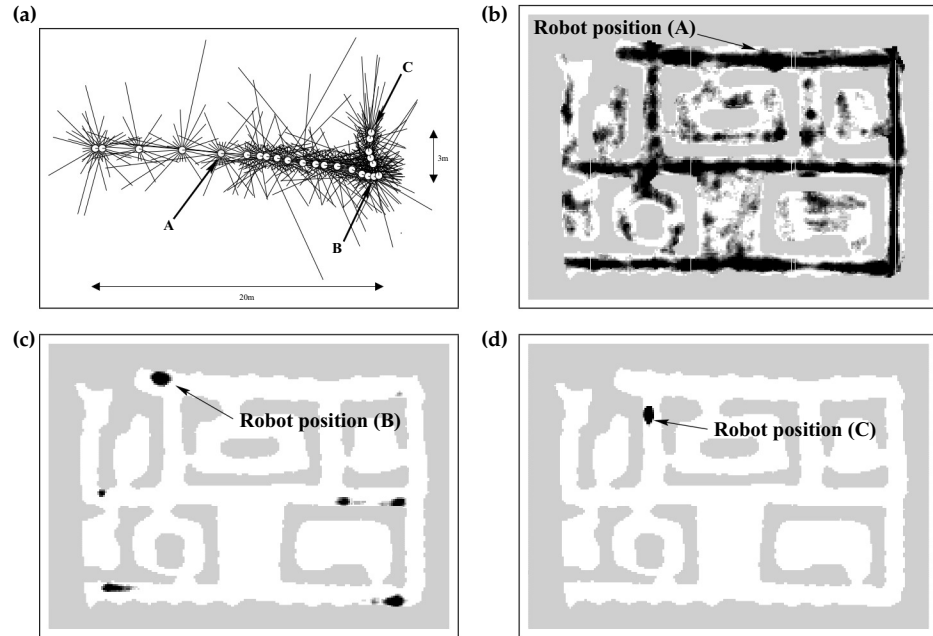 (a)
C
3m
A
B
20m
(b)
Robot position (A)
(c)
Robot position (B)
(d)
Robot position (C)